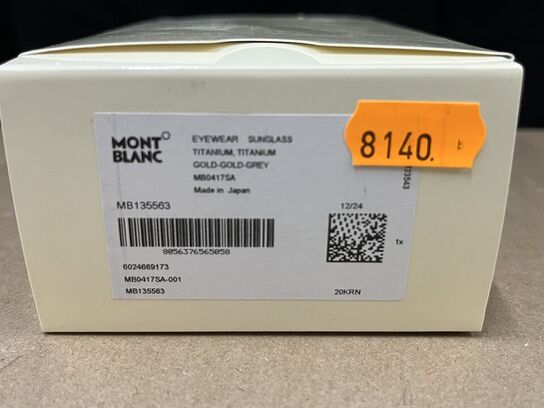 MONT
BLANC
EYEWEAR SUNGLASS
TITANIUM, TITANIUM
GOLD-GOLD-GREY
MB0417SA
Made in Japan
8140.
MB135563
8056376565058
12/24
1x
6024669173
MB0417SA-001
MB135563
20KRN